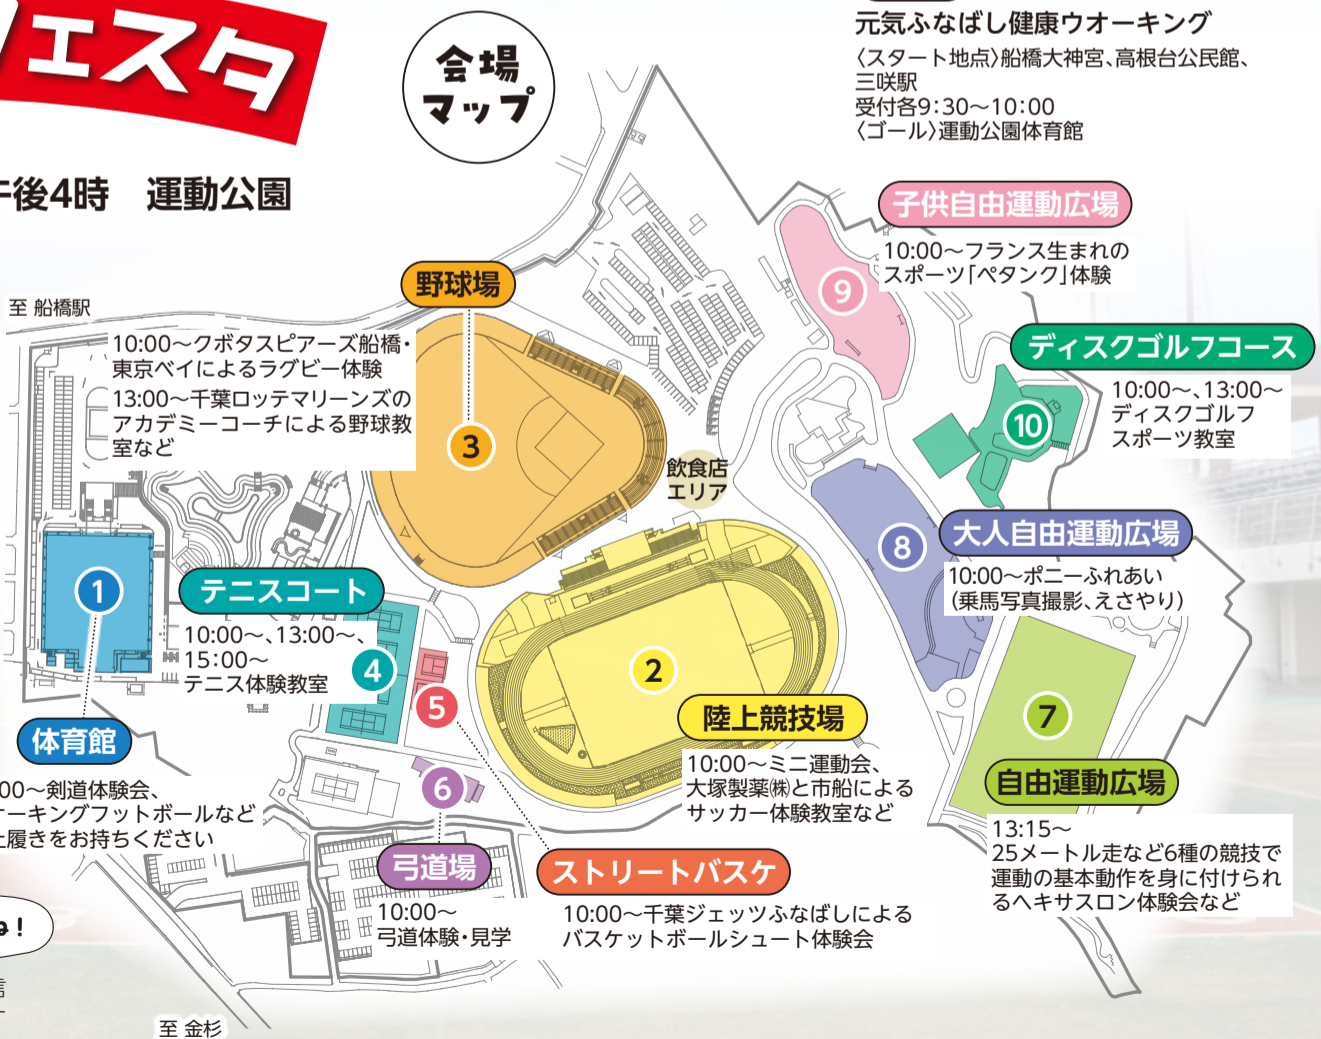 フェスタ
午後4時　運動公園
会場
マップ
元気ふなばし健康ウオーキング
〈スタート地点〉船橋大神宮、高根台公民館、
三咲駅
受付各9:30～10:00
〈ゴール〉運動公園体育館
子供自由運動広場
10:00～フランス生まれの
スポーツ「ペタンク」体験
9
野球場
至 船橋駅
10:00～クボタスピアーズ船橋・
東京ベイによるラグビー体験
13:00～千葉ロッテマリーンズの
アカデミーコーチによる野球教
室など
3
ディスクゴルフコース
10:00～、13:00～
ディスクゴルフ
スポーツ教室
10
飲食店
エリア
大人自由運動広場
10:00～ポニーふれあい
（乗馬写真撮影、えさやり）
8
1
テニスコート
10:00～、13:00～、
15:00～
テニス体験教室
4
5
2
陸上競技場
10:00～ミニ運動会、
大塚製薬㈱と市船による
サッカー体験教室など
7
自由運動広場
13:15～
25メートル走など6種の競技で
運動の基本動作を身に付けられ
るヘキサスロン体験会など
体育館
00～剣道体験会、
ォーキングフットボールなど
上履きをお持ちください
6
弓道場
10:00～
弓道体験・見学
ストリートバスケ
10:00～千葉ジェッツふなばしによる
バスケットボールシュート体験会
ね！
至 金杉